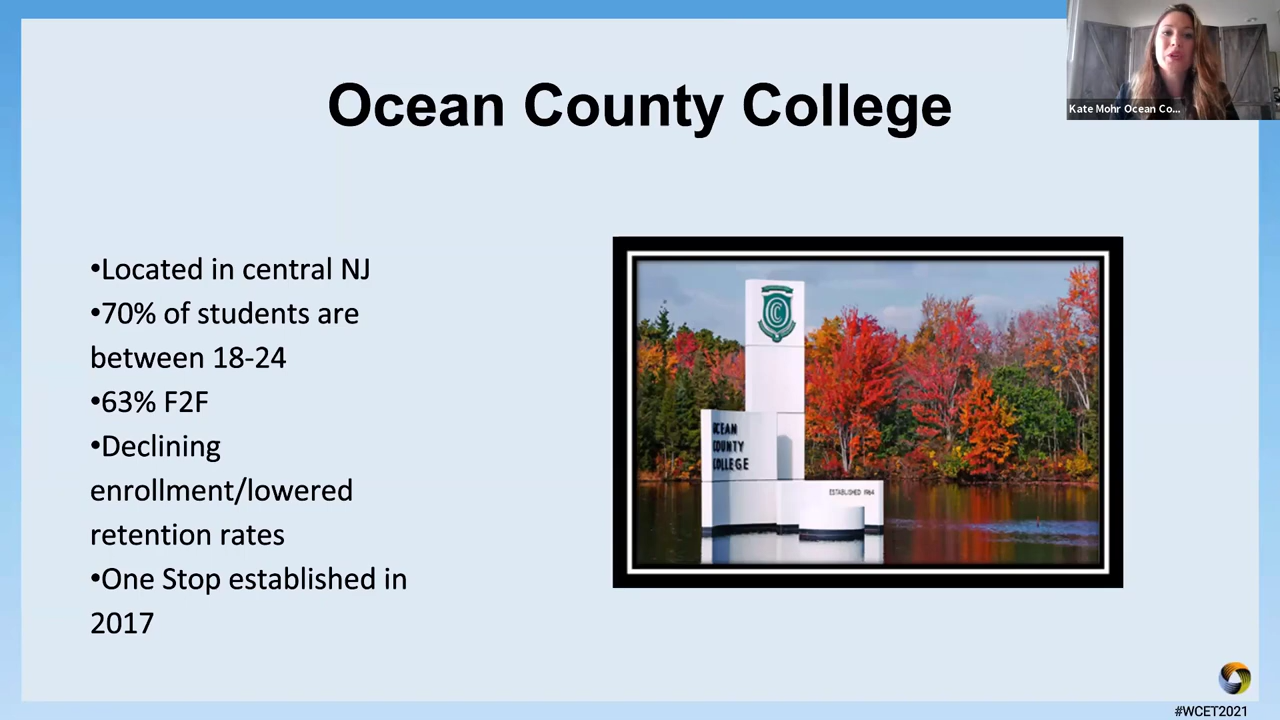 Ocean County College
Kate Mohr Ocean Co...
•Located in central NJ
•70% of students are
between 18-24
•63% F2F
•Declining
enrollment/lowered
retention rates
•One Stop established in
2017
OCC
OCEAN
COUNTY
COLLEGE
ESTABLISHED 1964
#WCET2021